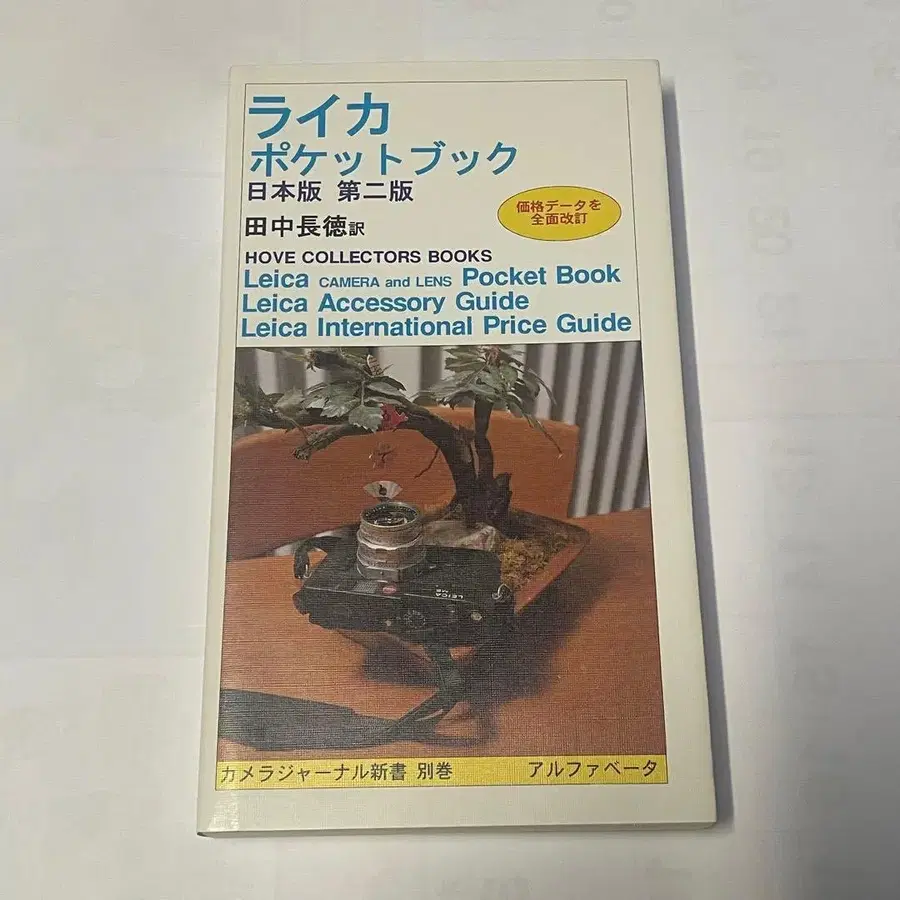 ライカ
ポケットブック
日本版 第二版
価格データを
全面改訂
田中長徳訳
HOVE COLLECTORS BOOKS
Leica CAMERA and LENS Pocket Book
Leica Accessory Guide
Leica International Price Guide
LEICA
M6
カメラジャーナル新書 別巻
アルファベータ